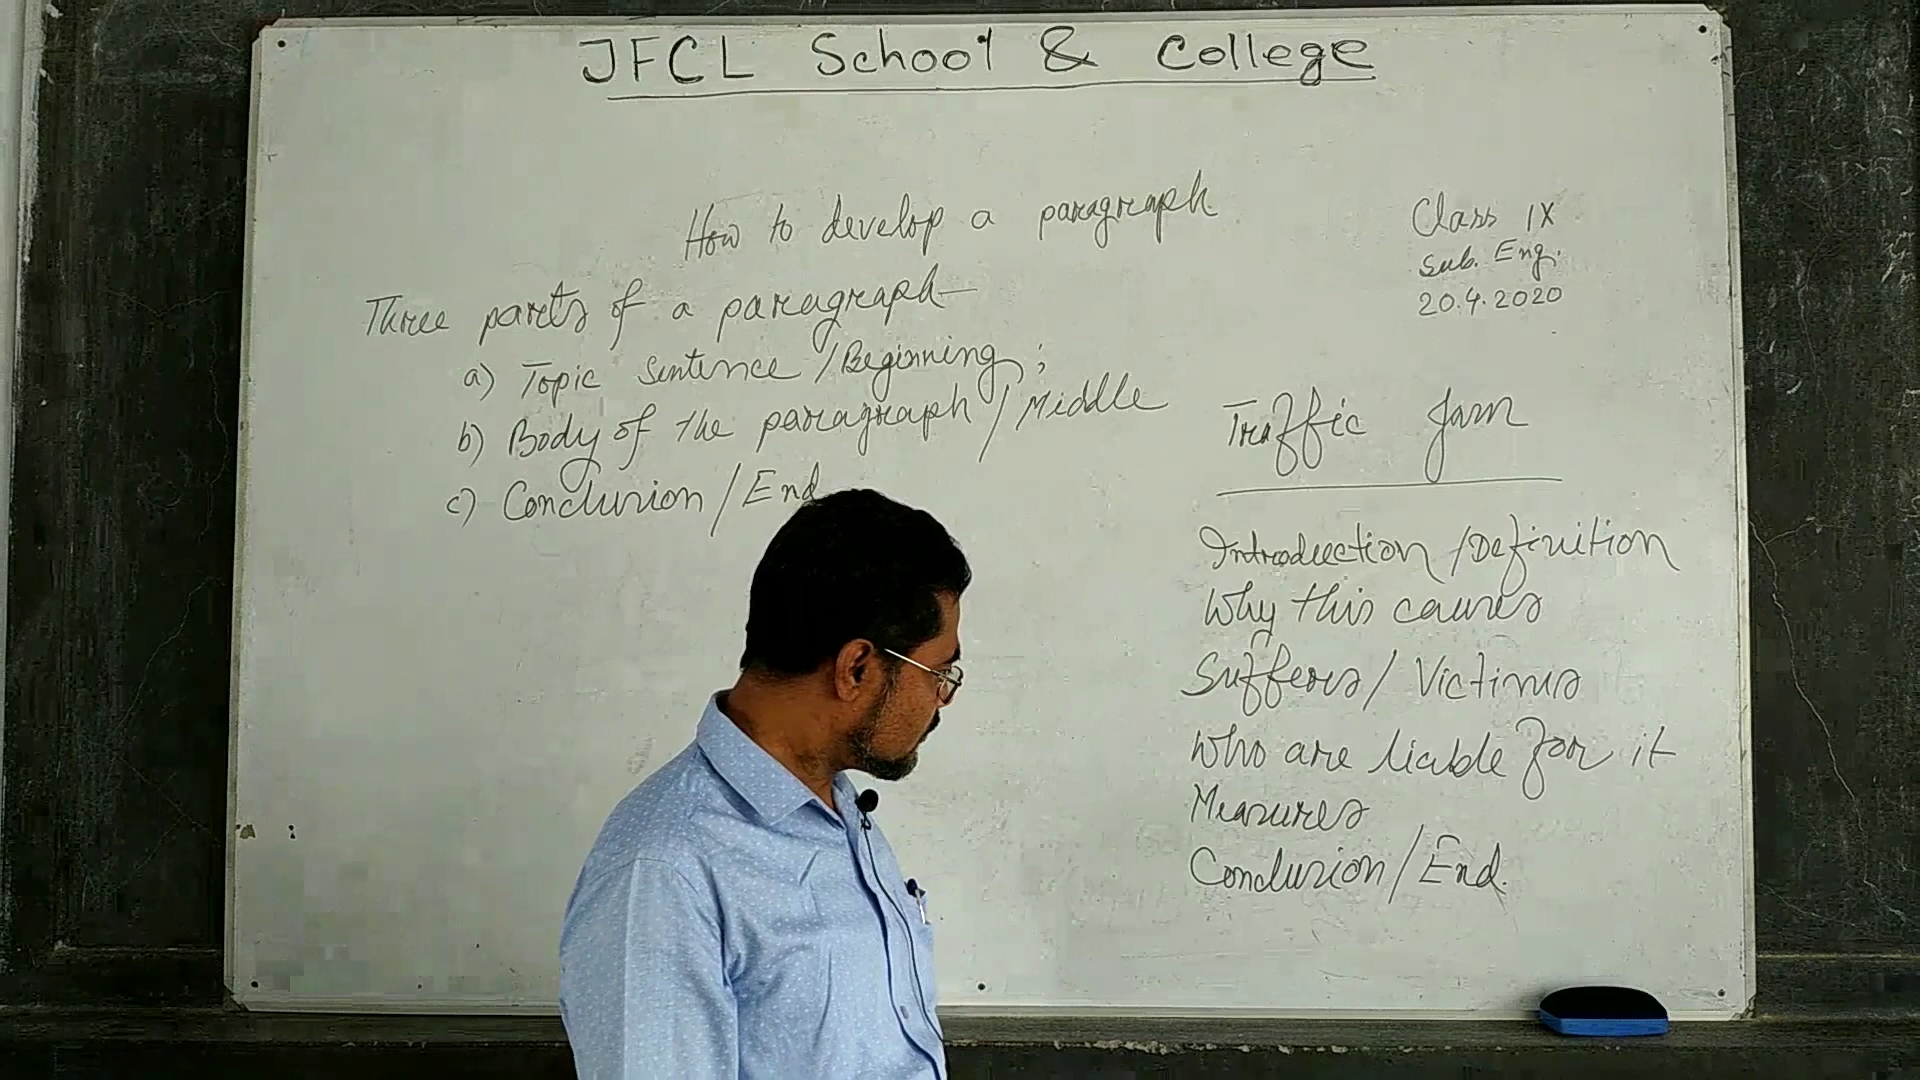 JFCL School & College
How to develop a paragraph
Class IX
Sub. Eng.
20.4.2020
Three parts of a paragraph—
a) Topic Sentence / Beginning;
b) Body of the paragraph / Middle
c) Conclusion / End
Traffic Jam
Introduction / Definition
Why this causes
Suffers / Victims
Who are liable for it
Measures
Conclusion / End.